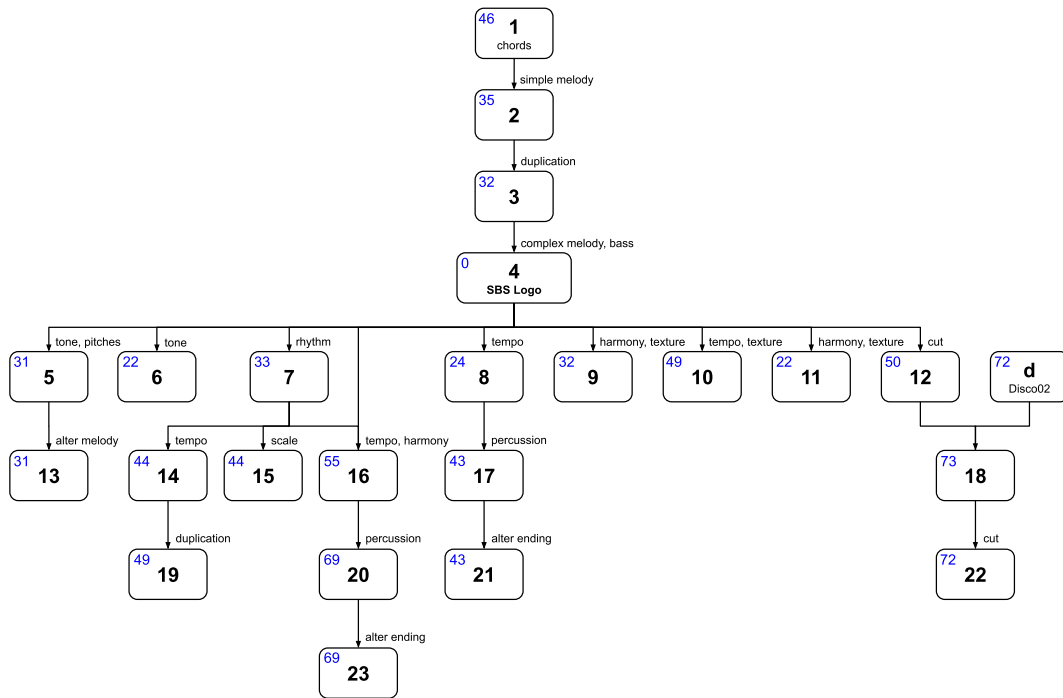 46
1
chords
simple melody
35
2
duplication
32
3
complex melody, bass
0
4
SBS Logo
tone, pitches
tone
rhythm
tempo
harmony, texture
tempo, texture
harmony, texture
cut
31
5
22
6
33
7
24
8
32
9
49
10
22
11
50
12
72
d
Disco02
alter melody
tempo
scale
tempo, harmony
percussion
31
13
44
14
44
15
55
16
43
17
73
18
duplication
percussion
alter ending
cut
49
19
69
20
43
21
72
22
alter ending
69
23